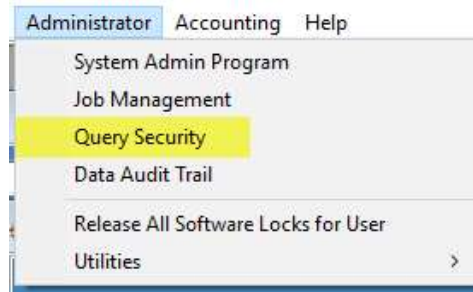 Administrator Accounting Help
System Admin Program
Job Management
Query Security
Data Audit Trail
Release All Software Locks for User
Utilities >